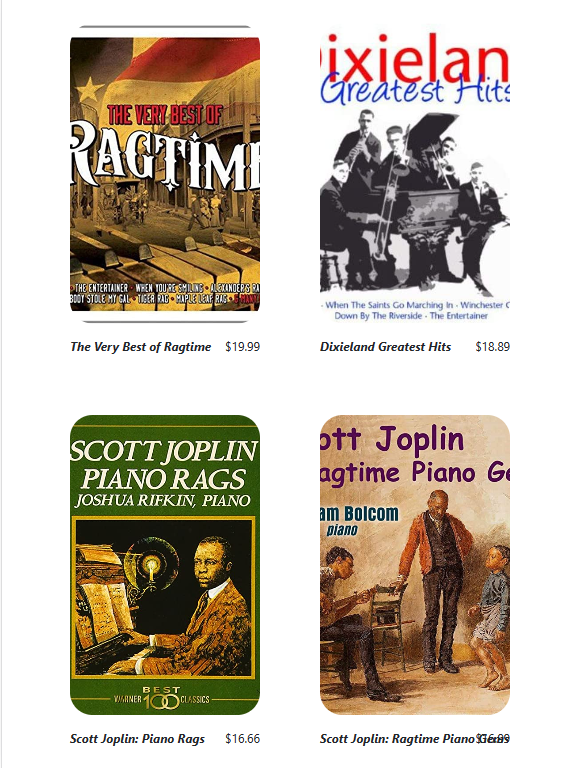 THE VERY BEST OF
RAGTIME
THE ENTERTAINER · WHEN YOU'RE SMILING · ALEXANDER'S RA
BODY STOLE MY GAL · TIGER RAG · MAPLE LEAF RAG · & MANY
The Very Best of Ragtime $19.99
ixielan
Greatest Hits
· When The Saints Go Marching In · Winchester C
Down By The Riverside · The Entertainer
Dixieland Greatest Hits $18.89
SCOTT JOPLIN
PIANO RAGS
JOSHUA RIFKIN, PIANO
BEST
WARNER 100 CLASSICS
Scott Joplin: Piano Rags $16.66
ott Joplin
agtime Piano Ge
am Bolcom
piano
Scott Joplin: Ragtime Piano Gems